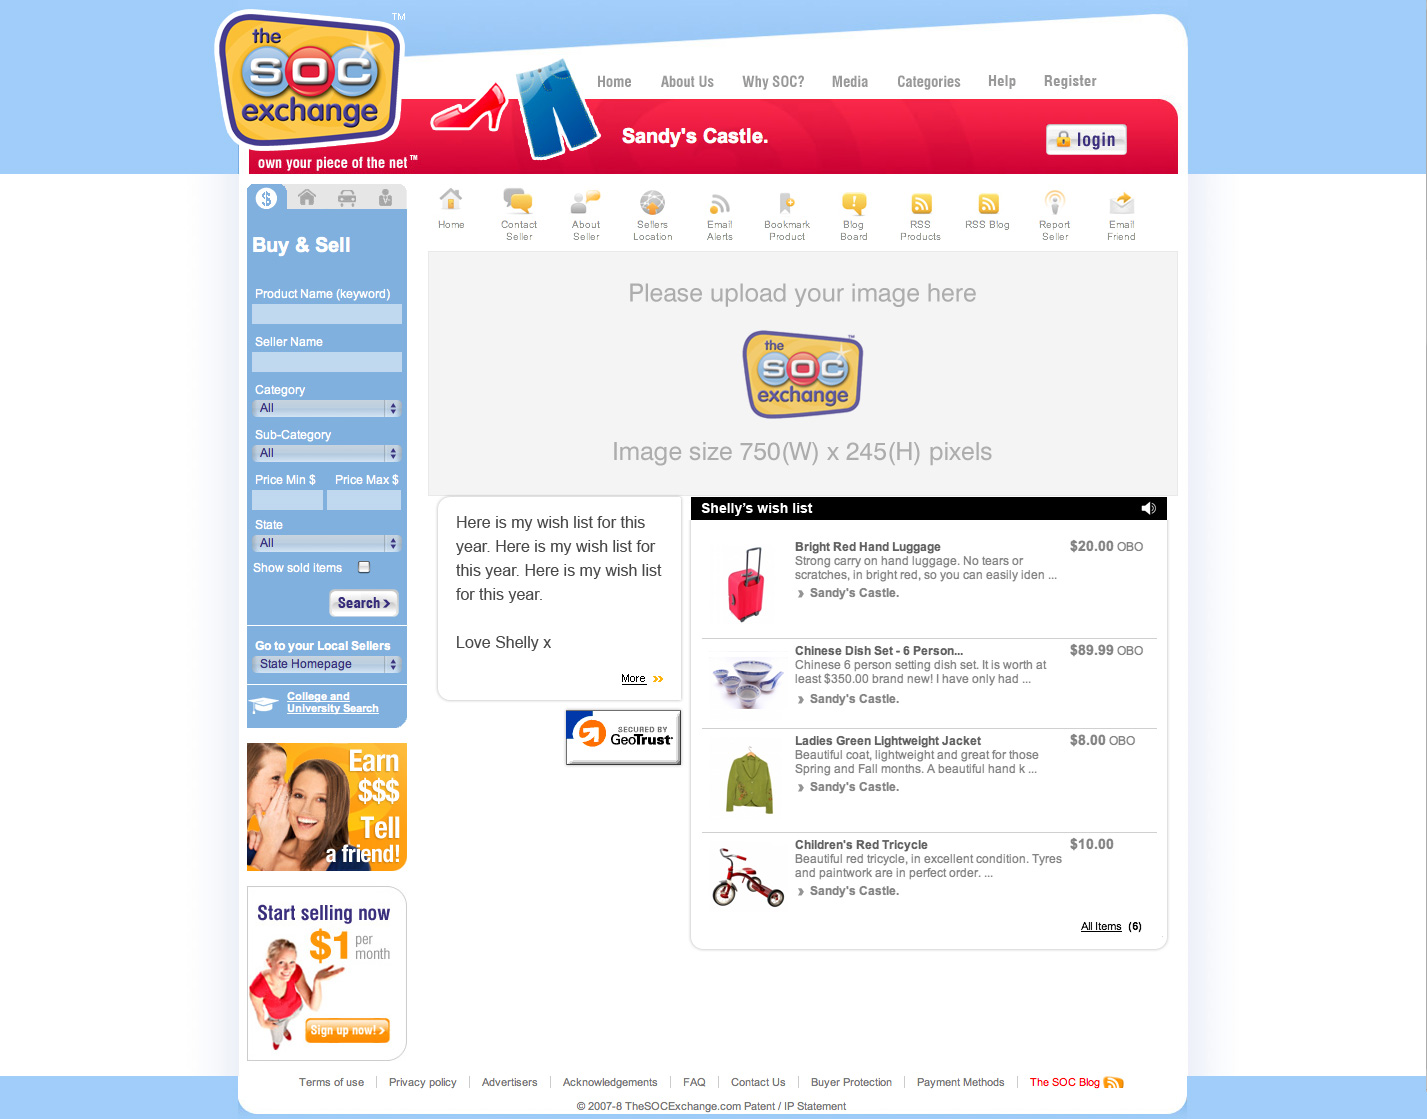 the
SOC
exchange
TM
own your piece of the net™
Home
About Us
Why SOC?
Media
Categories
Help
Register
Sandy's Castle.
login
$
Buy & Sell
Product Name (keyword)
Seller Name
Category
All
Sub-Category
All
Price Min $
Price Max $
State
All
Show sold items
Search
Go to your Local Sellers
State Homepage
College and
University Search
Earn
$$$
Tell
a friend!
Start selling now
$1 per
month
Sign up now!
Home
Contact
Seller
About
Seller
Sellers
Location
Email
Alerts
Bookmark
Product
Blog
Board
RSS
Products
RSS Blog
Report
Seller
Email
Friend
Please upload your image here
the
SOC
exchange
TM
Image size 750(W) x 245(H) pixels
Here is my wish list for this
year. Here is my wish list for
this year. Here is my wish list
for this year.
Love Shelly x
More
SECURED BY
GeoTrust
Shelly's wish list
Bright Red Hand Luggage
$20.00 OBO
Strong carry on hand luggage. No tears or
scratches, in bright red, so you can easily iden ...
Sandy's Castle.
Chinese Dish Set - 6 Person...
$89.99 OBO
Chinese 6 person setting dish set. It is worth at
least $350.00 brand new! I have only had ...
Sandy's Castle.
Ladies Green Lightweight Jacket
$8.00 OBO
Beautiful coat, lightweight and great for those
Spring and Fall months. A beautiful hand k ...
Sandy's Castle.
Children's Red Tricycle
$10.00
Beautiful red tricycle, in excellent condition. Tyres
and paintwork are in perfect order. ...
Sandy's Castle.
All Items (6)
Terms of use
Privacy policy
Advertisers
Acknowledgements
FAQ
Contact Us
Buyer Protection
Payment Methods
The SOC Blog
© 2007-8 TheSOCExchange.com Patent / IP Statement